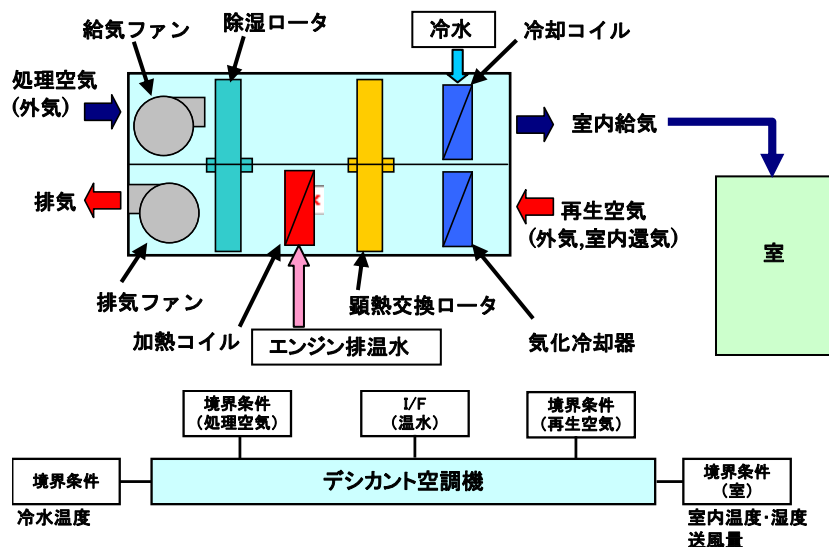 給気ファン
除湿ロータ
冷水
冷却コイル
処理空気
(外気)
室内給気
排気
再生空気
(外気,室内還気)
室
排気ファン
加熱コイル
エンジン排温水
顕熱交換ロータ
気化冷却器
境界条件
(処理空気)
I/F
(温水)
境界条件
(再生空気)
境界条件
デシカント空調機
境界条件
(室)
冷水温度
室内温度・湿度
送風量